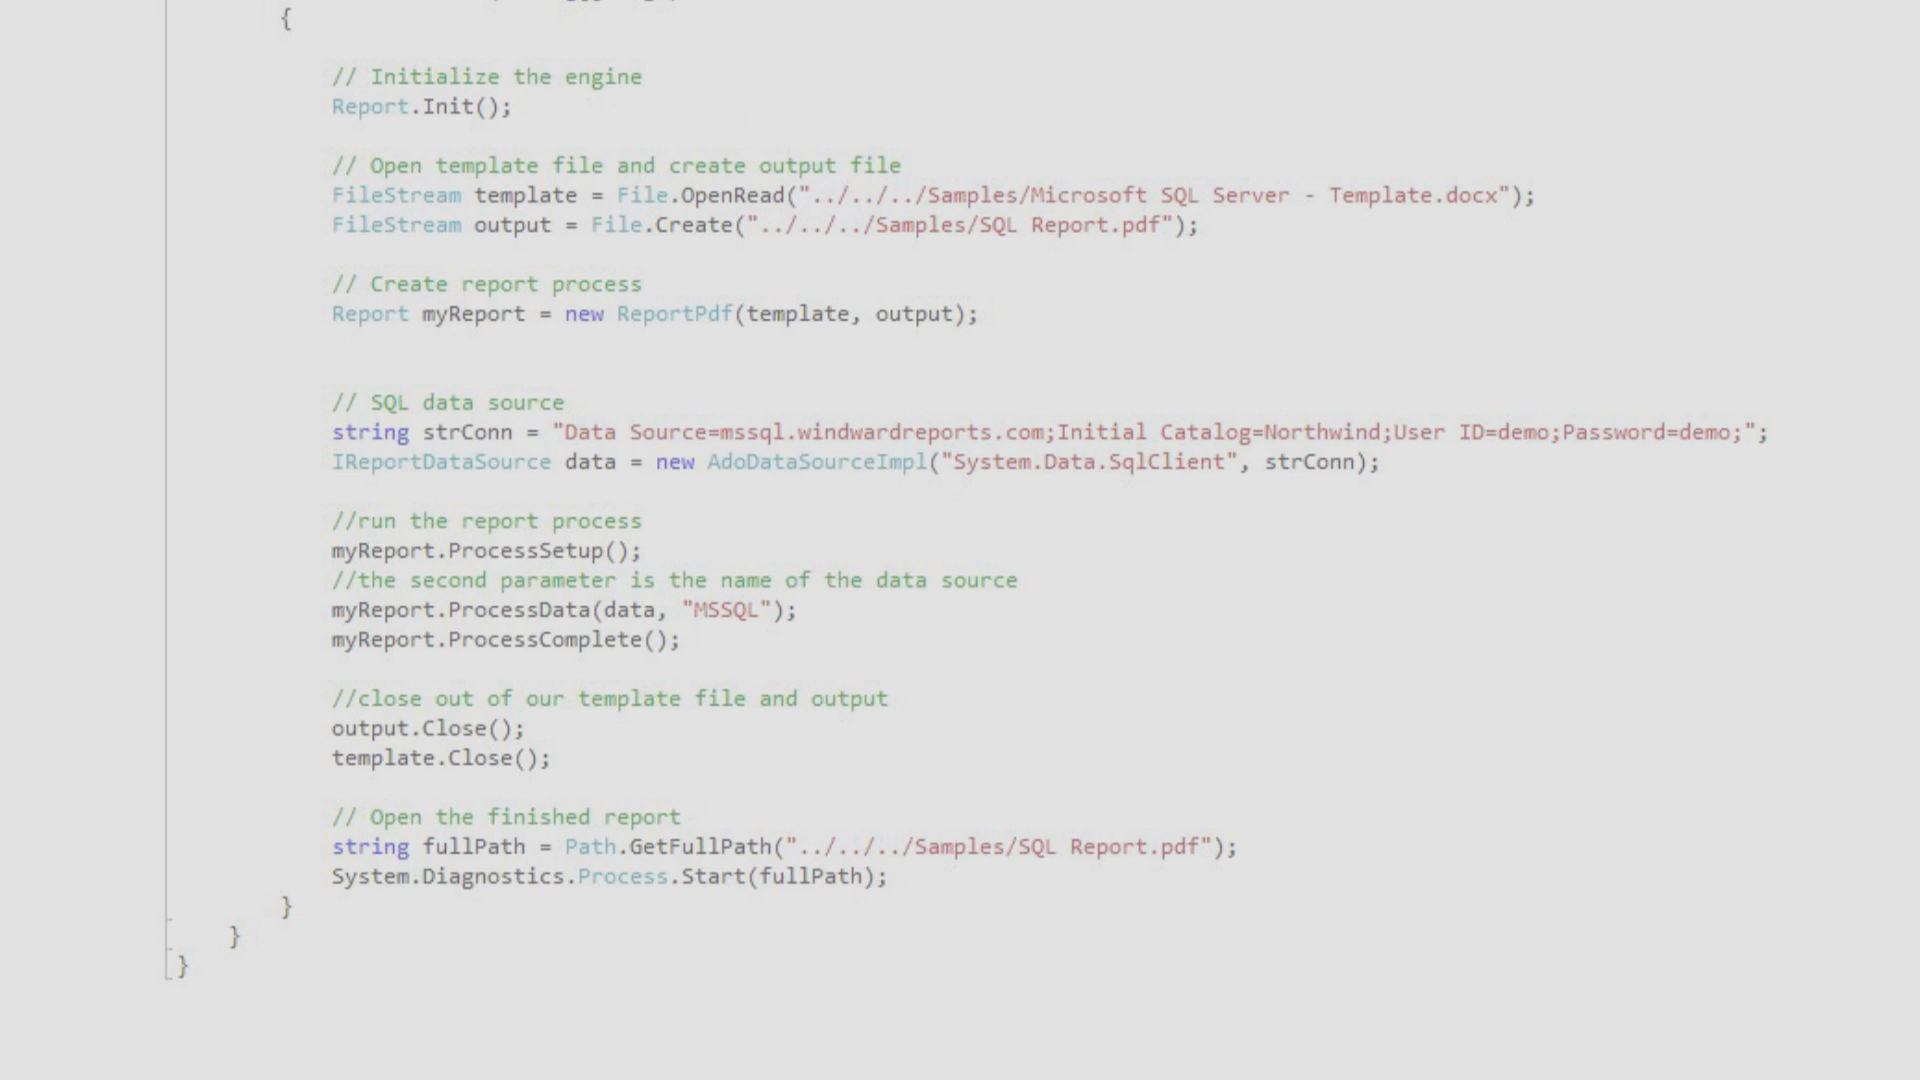 {
// Initialize the engine
Report.Init();
// Open template file and create output file
FileStream template = File.OpenRead("../../../Samples/Microsoft SQL Server - Template.docx");
FileStream output = File.Create("../../../Samples/SQL Report.pdf");
// Create report process
Report myReport = new ReportPdf(template, output);
// SQL data source
string strConn = "Data Source=mssql.windwardreports.com;Initial Catalog=Northwind;User ID=demo;Password=demo;";
IReportDataSource data = new AdoDataSourceImpl("System.Data.SqlClient", strConn);
//run the report process
myReport.ProcessSetup();
//the second parameter is the name of the data source
myReport.ProcessData(data, "MSSQL");
myReport.ProcessComplete();
//close out of our template file and output
output.Close();
template.Close();
// Open the finished report
string fullPath = Path.GetFullPath("../../../Samples/SQL Report.pdf");
System.Diagnostics.Process.Start(fullPath);
}
}
}